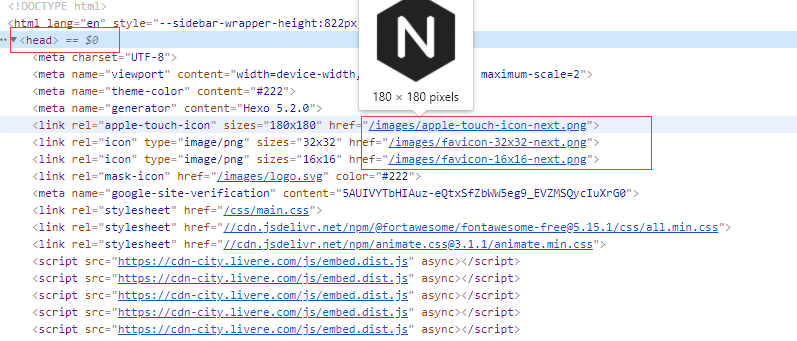 <!DOCTYPE html>
<html lang="en" style="--sidebar-wrapper-height:822px
N
180 × 180 pixels
<head> == $0
<meta charset="UTF-8">
<meta name="viewport" content="width=device-width, maximum-scale=2">
<meta name="theme-color" content="#222">
<meta name="generator" content="Hexo 5.2.0">
<link rel="apple-touch-icon" sizes="180x180" href="/images/apple-touch-icon-next.png">
<link rel="icon" type="image/png" sizes="32x32" href="/images/favicon-32x32-next.png">
<link rel="icon" type="image/png" sizes="16x16" href="/images/favicon-16x16-next.png">
<link rel="mask-icon" href="/images/logo.svg" color="#222">
<meta name="google-site-verification" content="5AUIVYTbHIAuz-eQtxSfZbWW5eg9_EVZMSQycIuXrG0">
<link rel="stylesheet" href="/css/main.css">
<link rel="stylesheet" href="//cdn.jsdelivr.net/npm/@fortawesome/fontawesome-free@5.15.1/css/all.min.css">
<link rel="stylesheet" href="//cdn.jsdelivr.net/npm/animate.css@3.1.1/animate.min.css">
<script src="https://cdn-city.livere.com/js/embed.dist.js" async></script>
<script src="https://cdn-city.livere.com/js/embed.dist.js" async></script>
<script src="https://cdn-city.livere.com/js/embed.dist.js" async></script>
<script src="https://cdn-city.livere.com/js/embed.dist.js" async></script>
<script src="https://cdn-city.livere.com/js/embed.dist.js" async></script>